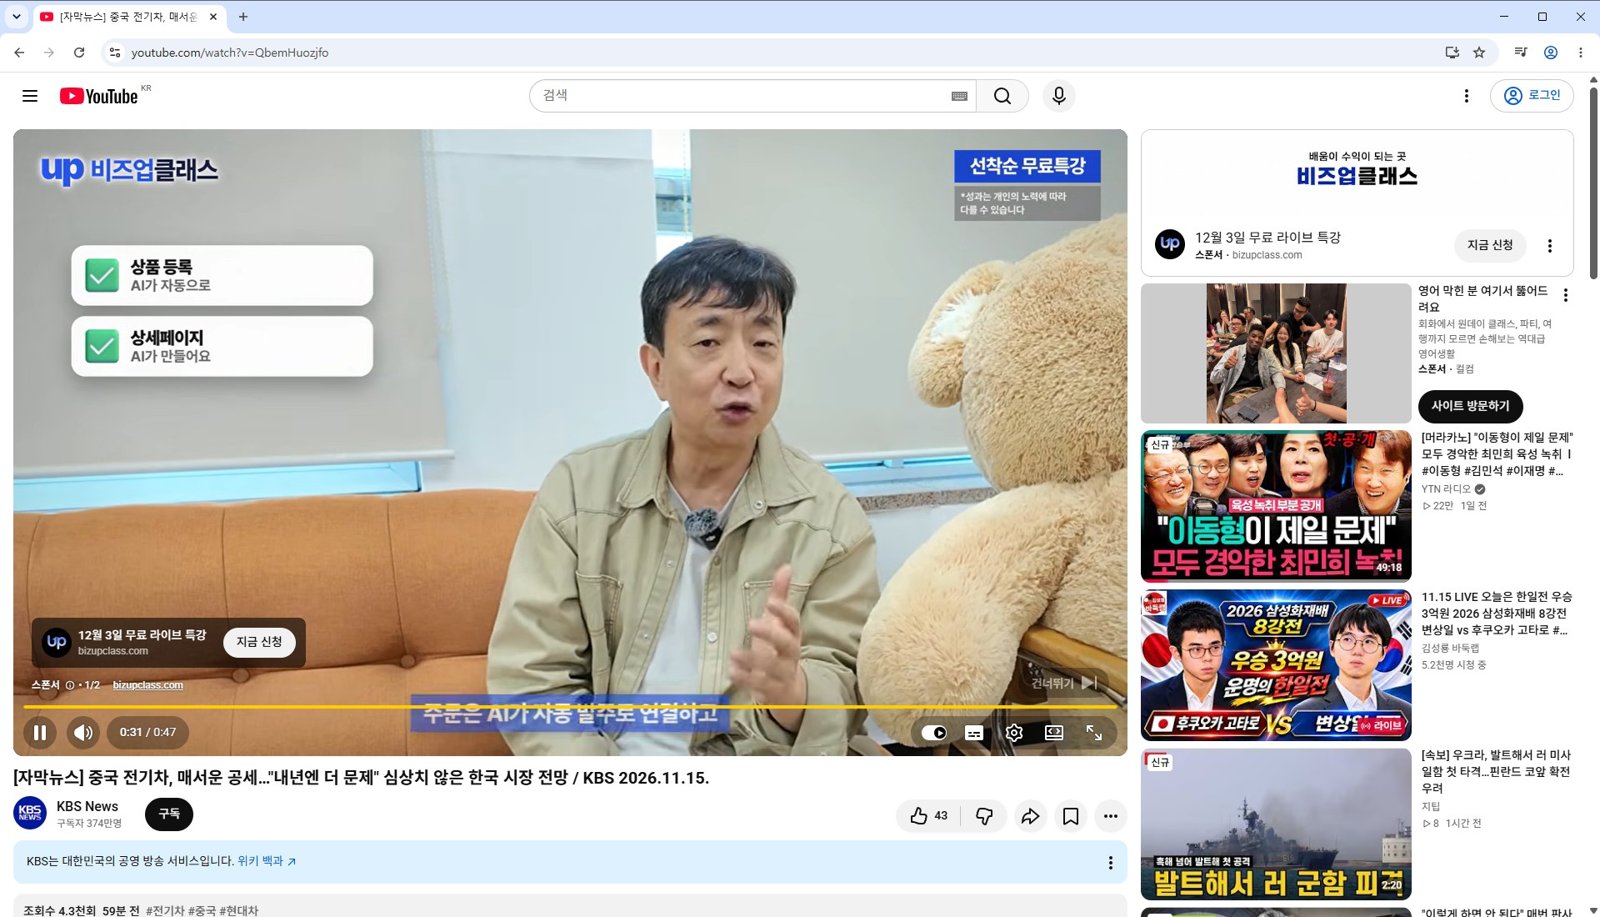 [자막뉴스] 중국 전기차, 매서운
youtube.com/watch?v=QbemHuozjfo
YouTube KR
검색
로그인
up 비즈업클래스
선착순 무료특강
*성과는 개인의 노력에 따라
다를 수 있습니다
상품 등록
AI가 자동으로
상세페이지
AI가 만들어요
up
12월 3일 무료 라이브 특강
bizupclass.com
지금 신청
스폰서 · 1/2 bizupclass.com
건너뛰기
주문은 AI가 자동 발주로 연결하고
0:31 / 0:47
[자막뉴스] 중국 전기차, 매서운 공세…"내년엔 더 문제" 심상치 않은 한국 시장 전망 / KBS 2026.11.15.
KBS NEWS
KBS News
구독자 374만명
구독
43
KBS는 대한민국의 공영 방송 서비스입니다. 위키 백과
조회수 4.3천회 59분 전 #전기차 #중국 #현대차
배움이 수익이 되는 곳
비즈업클래스
up
12월 3일 무료 라이브 특강
스폰서 · bizupclass.com
지금 신청
영어 막힌 분 여기서 뚫어드
려요
회화에서 원데이 클래스, 파티, 여
행까지 모르면 손해보는 역대급
영어생활
스폰서 · 컬컴
사이트 방문하기
신규
첫·공·개
육성 녹취 부분 공개
"이동형이 제일 문제"
모두 경악한 최민희 녹취
49:18
[머라카노] "이동형이 제일 문제"
모두 경악한 최민희 육성 녹취 |
#이동형 #김민석 #이재명 #...
YTN 라디오
22만 1일 전
바둑랩
LIVE
2026 삼성화재배
8강전
우승 3억원
운명의 한일전
후쿠오카 고타로 VS 변상일
라이브
11.15 LIVE 오늘은 한일전 우승
3억원 2026 삼성화재배 8강전
변상일 vs 후쿠오카 고타로 #...
김성룡 바둑랩
5.2천명 시청 중
신규
흑해 넘어 발트해 첫 공격
발트해서 러 군함 피격
2:20
[속보] 우크라, 발트해서 러 미사
일함 첫 타격…핀란드 코앞 확전
우려
지팁
8 1시간 전
"이렇게 하면 안 된다" 매번 판사